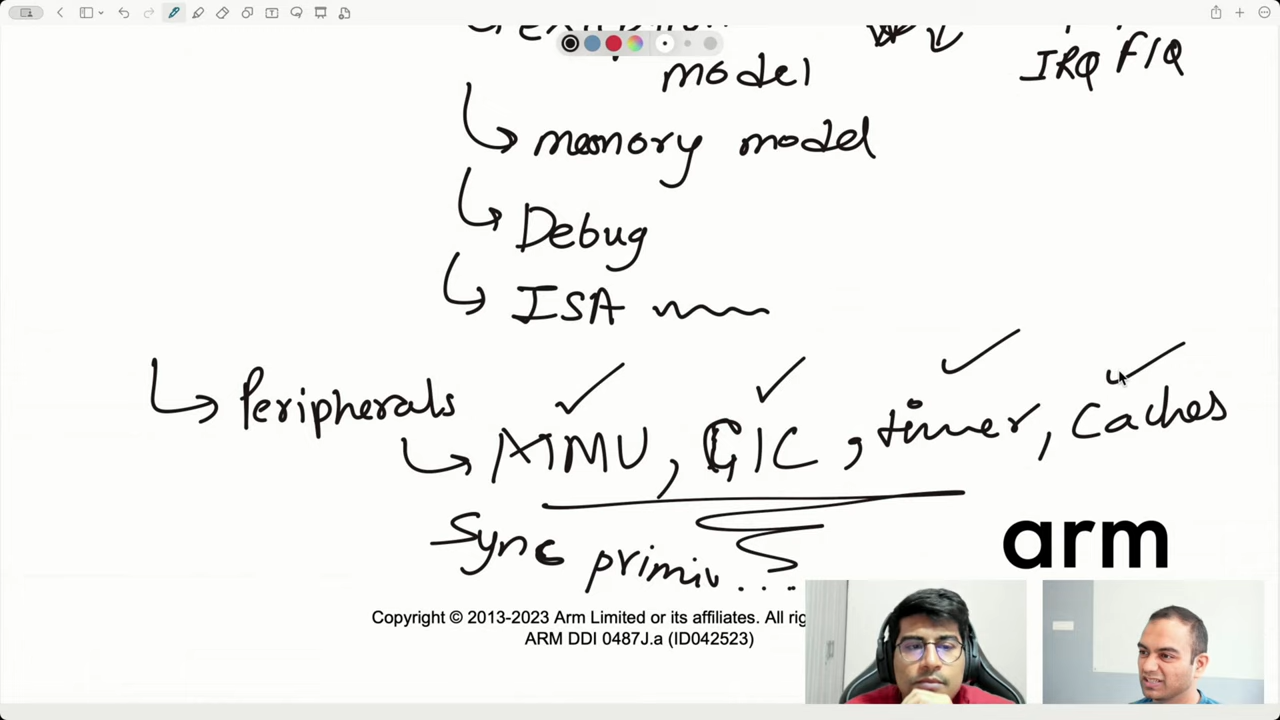 model
IRQ FIQ
memory model
Debug
ISA
Peripherals
MMU, GIC, timer, caches
Sync primiv...
arm
Copyright © 2013-2023 Arm Limited or its affiliates. All rig
ARM DDI 0487J.a (ID042523)